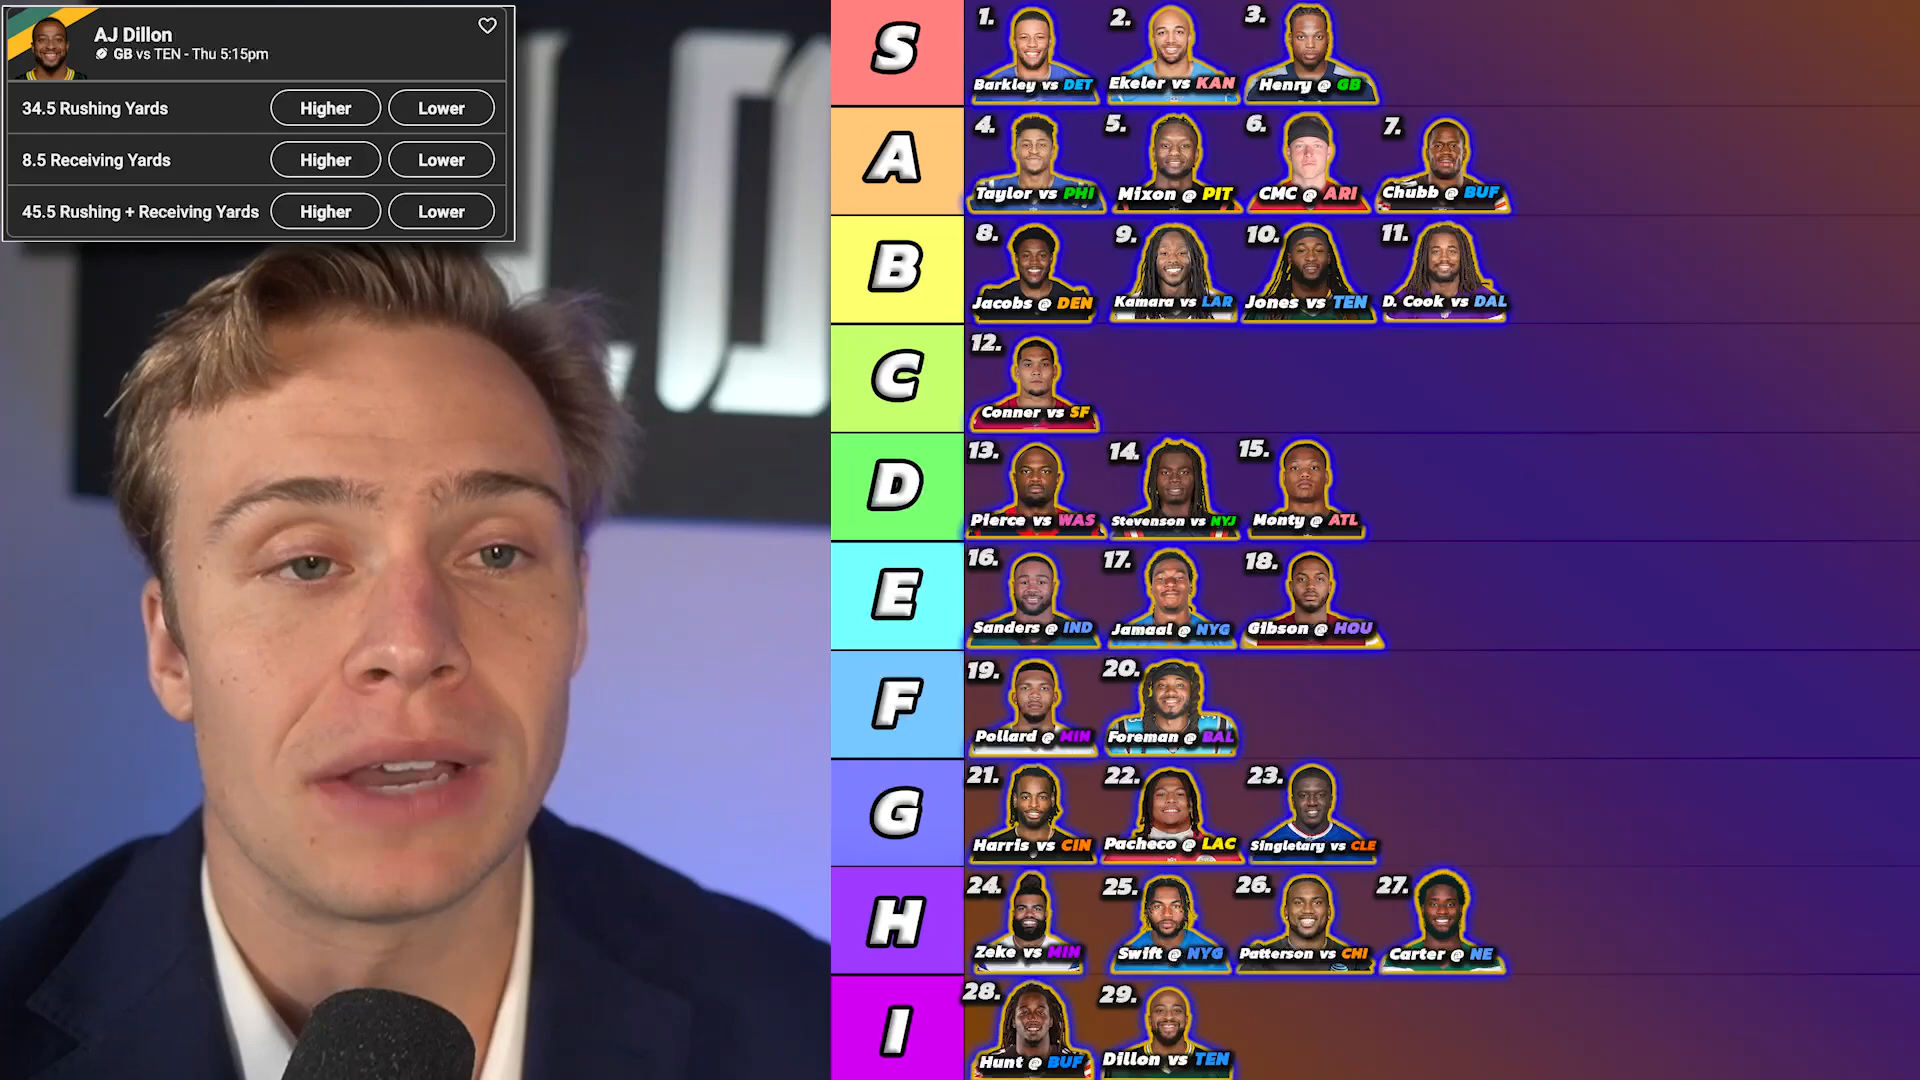 AJ Dillon
GB vs TEN - Thu 5:15pm
34.5 Rushing Yards Higher Lower
8.5 Receiving Yards Higher Lower
45.5 Rushing + Receiving Yards Higher Lower
S
1. 2. 3.
Barkley vs DET Ekeler vs KAN Henry @ GB
A
4. 5. 6. 7.
Taylor vs PHI Mixon @ PIT CMC @ ARI Chubb @ BUF
B
8. 9. 10. 11.
Jacobs @ DEN Kamara vs LAR Jones vs TEN D. Cook vs DAL
C
12.
Conner vs SF
D
13. 14. 15.
Pierce vs WAS Stevenson vs NYJ Monty @ ATL
E
16. 17. 18.
Sanders @ IND Jamaal @ NYG Gibson @ HOU
F
19. 20.
Pollard @ MIN Foreman @ BAL
G
21. 22. 23.
Harris vs CIN Pacheco @ LAC Singletary vs CLE
H
24. 25. 26. 27.
Zeke vs MIN Swift @ NYG Patterson vs CHI Carter @ NE
I
28. 29.
Hunt @ BUF Dillon vs TEN